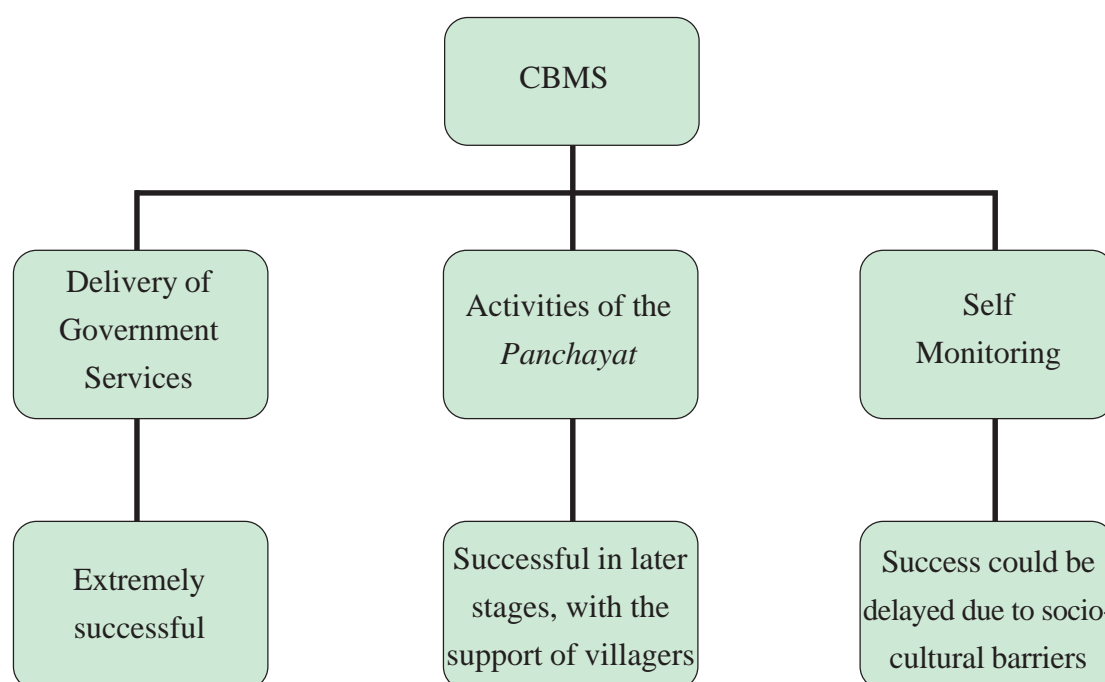 CBMS
Delivery of
Government
Services
Activities of the
Panchayat
Self
Monitoring
Extremely
successful
Successful in later
stages, with the
support of villagers
Success could be
delayed due to socio-
cultural barriers